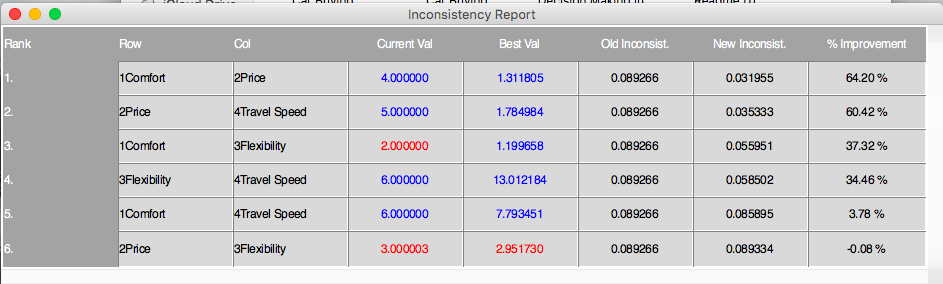 Inconsistency Report
Rank Row Col Current Val Best Val Old Inconsist. New Inconsist. % Improvement
1. 1Comfort 2Price 4.000000 1.311805 0.089266 0.031955 64.20 %
2. 2Price 4Travel Speed 5.000000 1.784984 0.089266 0.035333 60.42 %
3. 1Comfort 3Flexibility 2.000000 1.199658 0.089266 0.055951 37.32 %
4. 3Flexibility 4Travel Speed 6.000000 13.012184 0.089266 0.058502 34.46 %
5. 1Comfort 4Travel Speed 6.000000 7.793451 0.089266 0.085895 3.78 %
6. 2Price 3Flexibility 3.000003 2.951730 0.089266 0.089334 -0.08 %